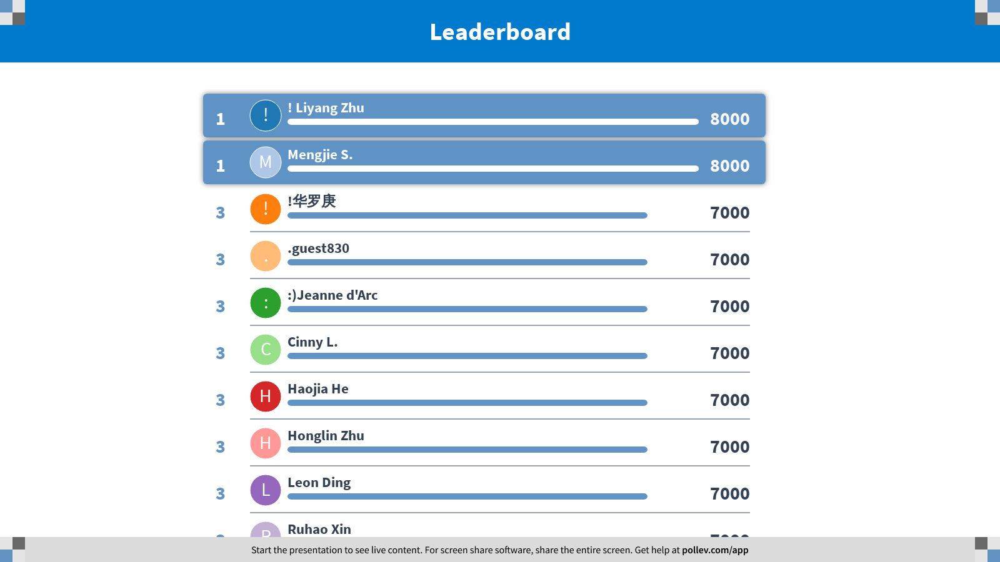 Leaderboard
1 ! ! Liyang Zhu 8000
1 M Mengjie S. 8000
3 ! !华罗庚 7000
3 . .guest830 7000
3 : :)Jeanne d'Arc 7000
3 C Cinny L. 7000
3 H Haojia He 7000
3 H Honglin Zhu 7000
3 L Leon Ding 7000
3 R Ruhao Xin 7000
Start the presentation to see live content. For screen share software, share the entire screen. Get help at pollev.com/app